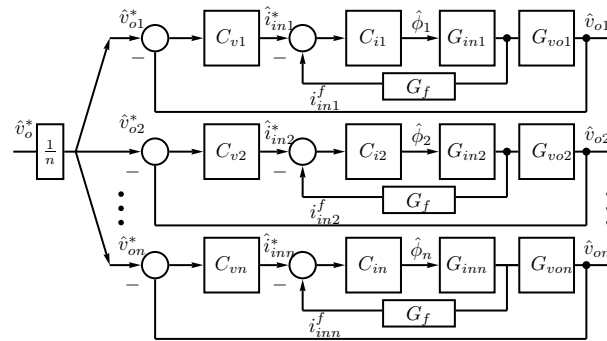 v̂*o1 î*in1 ϕ̂1 v̂o1
Cv1 Ci1 Gin1 Gvo1
− −
Gf
i^f_in1
v̂*o 1/n
v̂*o2 î*in2 ϕ̂2 v̂o2
Cv2 Ci2 Gin2 Gvo2
− −
Gf
i^f_in2
v̂*on î*inn ϕ̂n v̂on
Cvn Cin Ginn Gvon
− −
Gf
i^f_inn